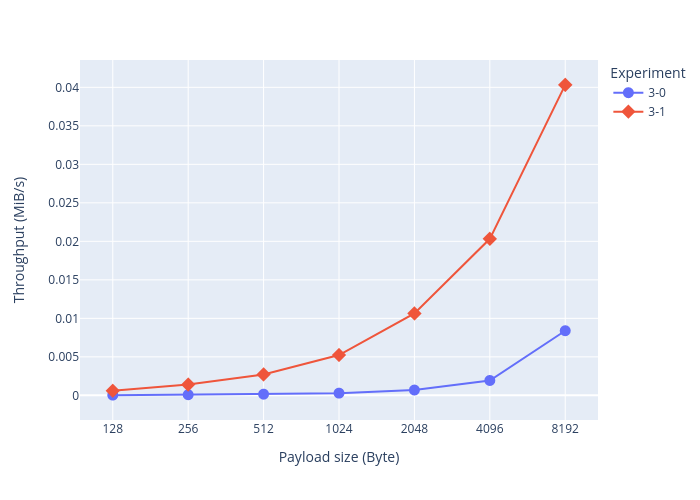 Experiment
3-0
3-1
Throughput (MiB/s)
0.04
0.035
0.03
0.025
0.02
0.015
0.01
0.005
0
128 256 512 1024 2048 4096 8192
Payload size (Byte)